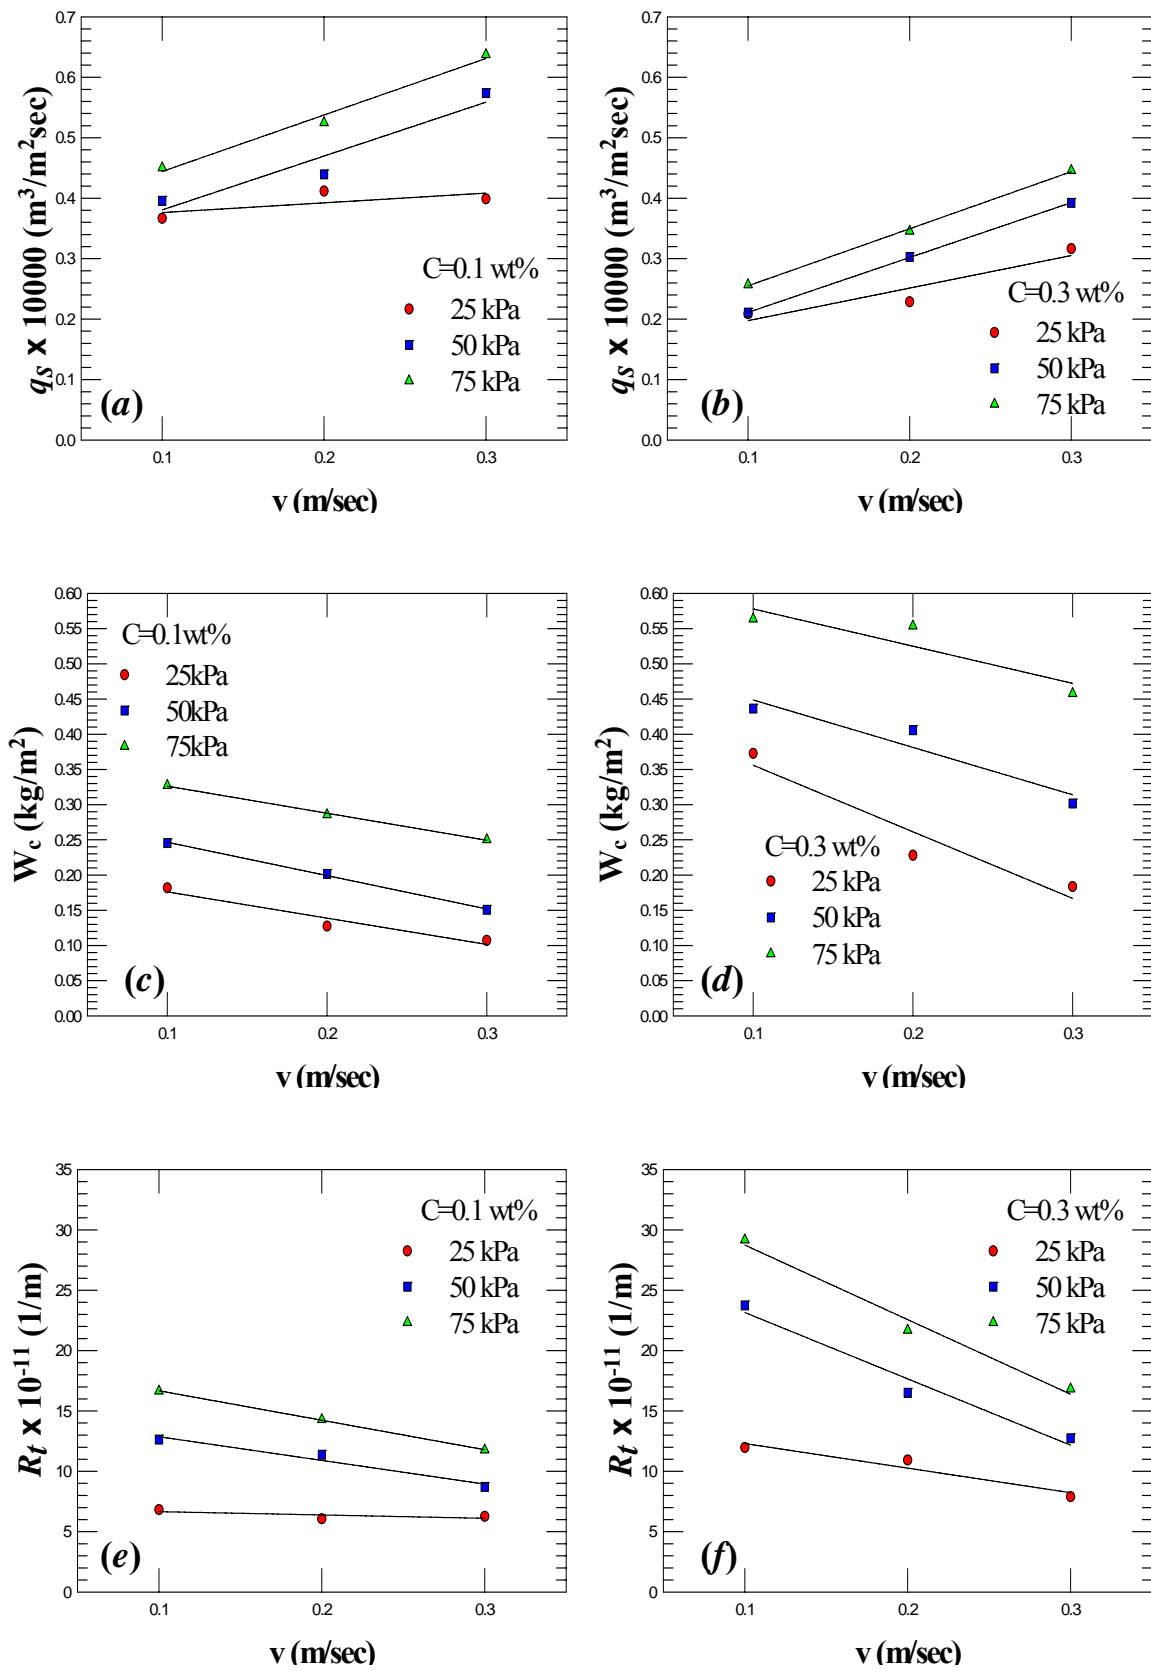 0.7
0.6
0.5
0.4
0.3
0.2
0.1
0.0
qs x 10000 (m³/m²sec)
C=0.1 wt%
25 kPa
50 kPa
75 kPa
(a)
0.1 0.2 0.3
v (m/sec)
0.7
0.6
0.5
0.4
0.3
0.2
0.1
0.0
qs x 10000 (m³/m²sec)
C=0.3 wt%
25 kPa
50 kPa
75 kPa
(b)
0.1 0.2 0.3
v (m/sec)
0.60
0.55
0.50
0.45
0.40
0.35
0.30
0.25
0.20
0.15
0.10
0.05
0.00
Wc (kg/m²)
C=0.1wt%
25kPa
50kPa
75kPa
(c)
0.1 0.2 0.3
v (m/sec)
0.60
0.55
0.50
0.45
0.40
0.35
0.30
0.25
0.20
0.15
0.10
0.05
0.00
Wc (kg/m²)
C=0.3 wt%
25 kPa
50 kPa
75 kPa
(d)
0.1 0.2 0.3
v (m/sec)
35
30
25
20
15
10
5
0
Rt x 10⁻¹¹ (1/m)
C=0.1 wt%
25 kPa
50 kPa
75 kPa
(e)
0.1 0.2 0.3
v (m/sec)
35
30
25
20
15
10
5
0
Rt x 10⁻¹¹ (1/m)
C=0.3 wt%
25 kPa
50 kPa
75 kPa
(f)
0.1 0.2 0.3
v (m/sec)